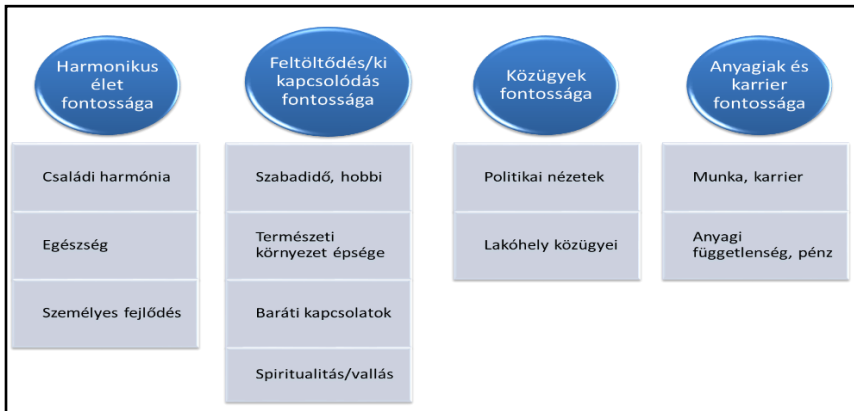 Harmonikus
élet
fontossága
Családi harmónia
Egészség
Személyes fejlődés
Feltöltődés/ki
kapcsolódás
fontossága
Szabadidő, hobbi
Természeti
környezet épsége
Baráti kapcsolatok
Spiritualitás/vallás
Közügyek
fontossága
Politikai nézetek
Lakóhely közügyei
Anyagiak és
karrier
fontossága
Munka, karrier
Anyagi
függetlenség, pénz